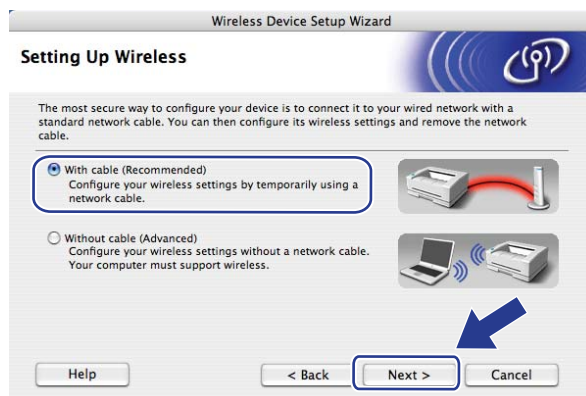 Wireless Device Setup Wizard
Setting Up Wireless
The most secure way to configure your device is to connect it to your wired network with a
standard network cable. You can then configure its wireless settings and remove the network
cable.
With cable (Recommended)
Configure your wireless settings by temporarily using a
network cable.
Without cable (Advanced)
Configure your wireless settings without a network cable.
Your computer must support wireless.
Help
< Back
Next >
Cancel